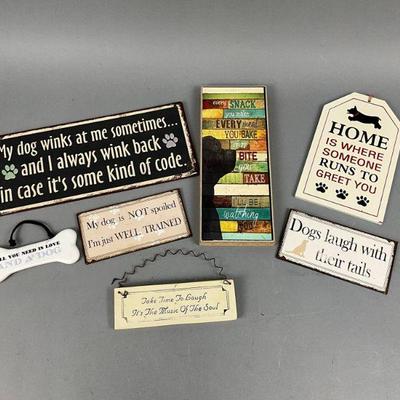 My dog winks at me sometimes...
and I always wink back
in case it's some kind of code.
every SNACK
you make
EVERY meal
YOU BAKE
every
BITE
you
TAKE
I'LL BE
watching
you
HOME
IS WHERE
SOMEONE
RUNS TO
GREET YOU
My dog is NOT spoiled
I'm just WELL TRAINED
Dogs laugh with
their tails
ALL YOU NEED IS LOVE
AND A DOG
Take Time To Laugh
It's The Music Of The Soul